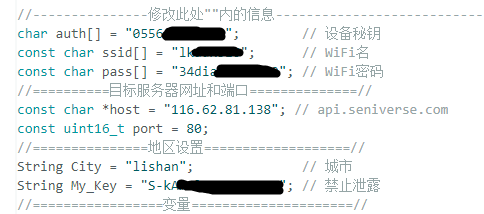 //----------------修改此处""内的信息-----------------------
char auth[] = "0556 "; // 设备秘钥
const char ssid[] = "lk "; // WiFi名
const char pass[] = "34dia "; // WiFi密码
//==========目标服务器网址和端口==============//
const char *host = "116.62.81.138"; // api.seniverse.com
const uint16_t port = 80;
//===============地区设置===================//
String City = "lishan"; // 城市
String My_Key = "S-kA "; // 禁止泄露
//=================变量=====================//